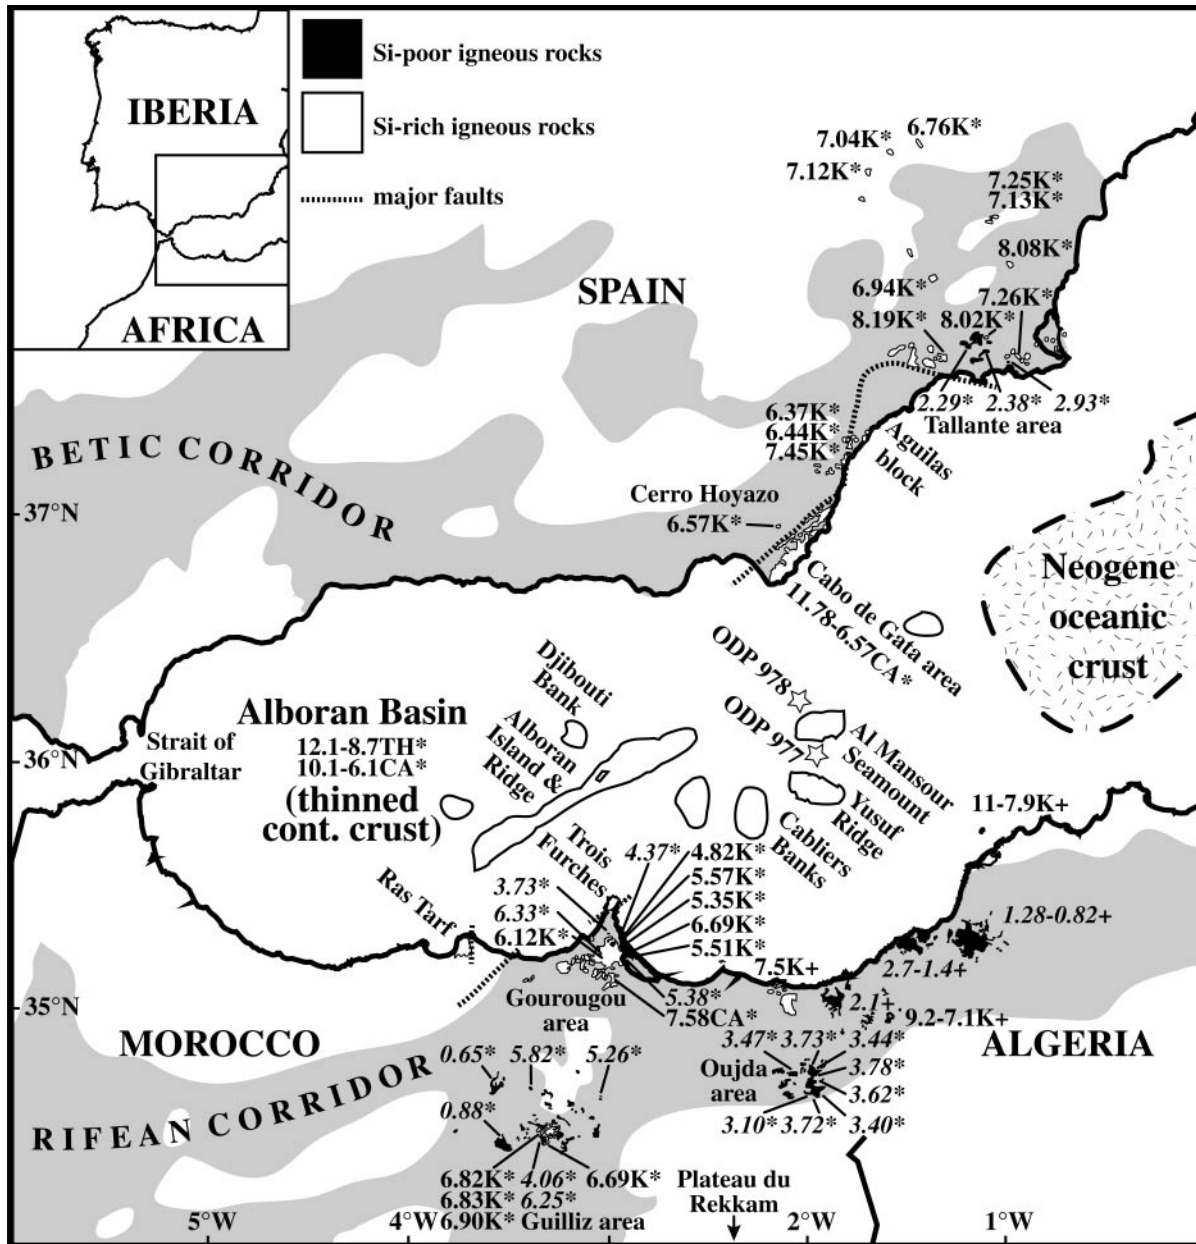 IBERIA
AFRICA
Si-poor igneous rocks
Si-rich igneous rocks
major faults
7.04K*
6.76K*
7.12K*
7.25K*
7.13K*
8.08K*
SPAIN
6.94K*
7.26K*
8.19K*
8.02K*
2.29*
2.38*
2.93*
Tallante area
6.37K*
6.44K*
7.45K*
Aguilas
block
BETIC CORRIDOR
Cerro Hoyazo
6.57K*
37°N
Neogene
oceanic
crust
Cabo de Gata area
11.78-6.57CA*
ODP 978
ODP 977
Djibouti
Bank
Alboran Basin
12.1-8.7TH*
10.1-6.1CA*
(thinned
cont. crust)
Alboran
Island &
Ridge
Al Mansour
Seamount
Yusuf
Ridge
Cabliers
Banks
Strait of
Gibraltar
36°N
11-7.9K+
Trois
Furches
Ras Tarf
4.37*
4.82K*
5.57K*
5.35K*
6.69K*
5.51K*
3.73*
6.33*
6.12K*
1.28-0.82+
2.7-1.4+
7.5K+
2.1+
9.2-7.1K+
5.38*
7.58CA*
Gourougou
area
35°N
MOROCCO
ALGERIA
3.47*
3.73*
3.44*
Oujda
area
3.78*
3.62*
3.10*
3.72*
3.40*
0.65*
5.82*
5.26*
0.88*
RIFEAN CORRIDOR
6.82K*
4.06*
6.69K*
6.83K*
6.25*
6.90K*
Guilliz area
Plateau du
Rekkam
5°W
4°W
2°W
1°W